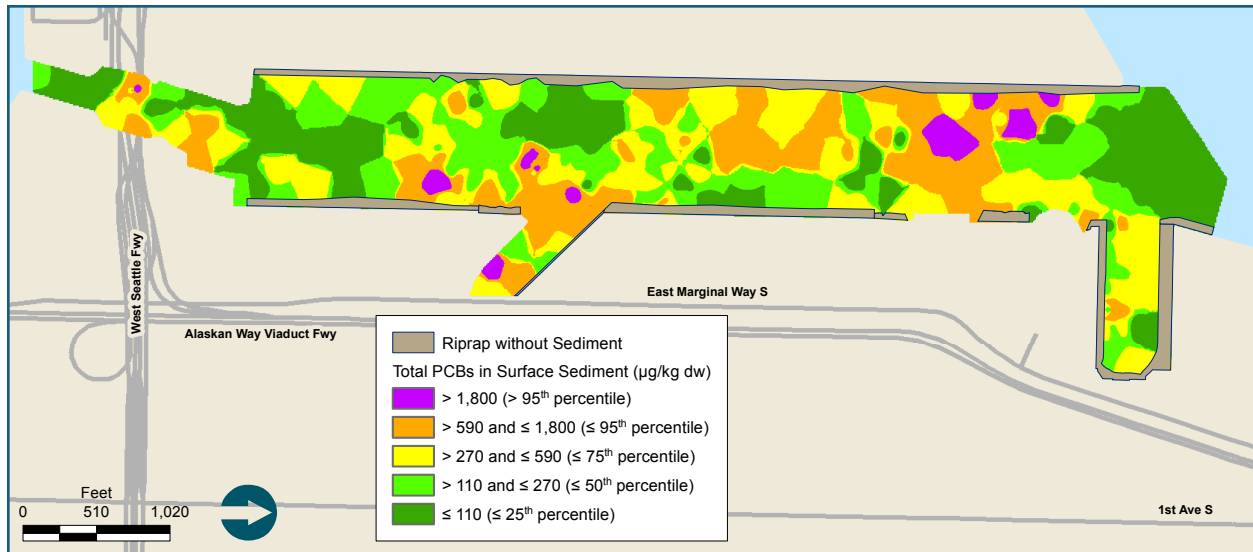 West Seattle Fwy
East Marginal Way S
Alaskan Way Viaduct Fwy
Riprap without Sediment
Total PCBs in Surface Sediment (µg/kg dw)
> 1,800 (> 95th percentile)
> 590 and ≤ 1,800 (≤ 95th percentile)
> 270 and ≤ 590 (≤ 75th percentile)
> 110 and ≤ 270 (≤ 50th percentile)
≤ 110 (≤ 25th percentile)
Feet
0 510 1,020
1st Ave S